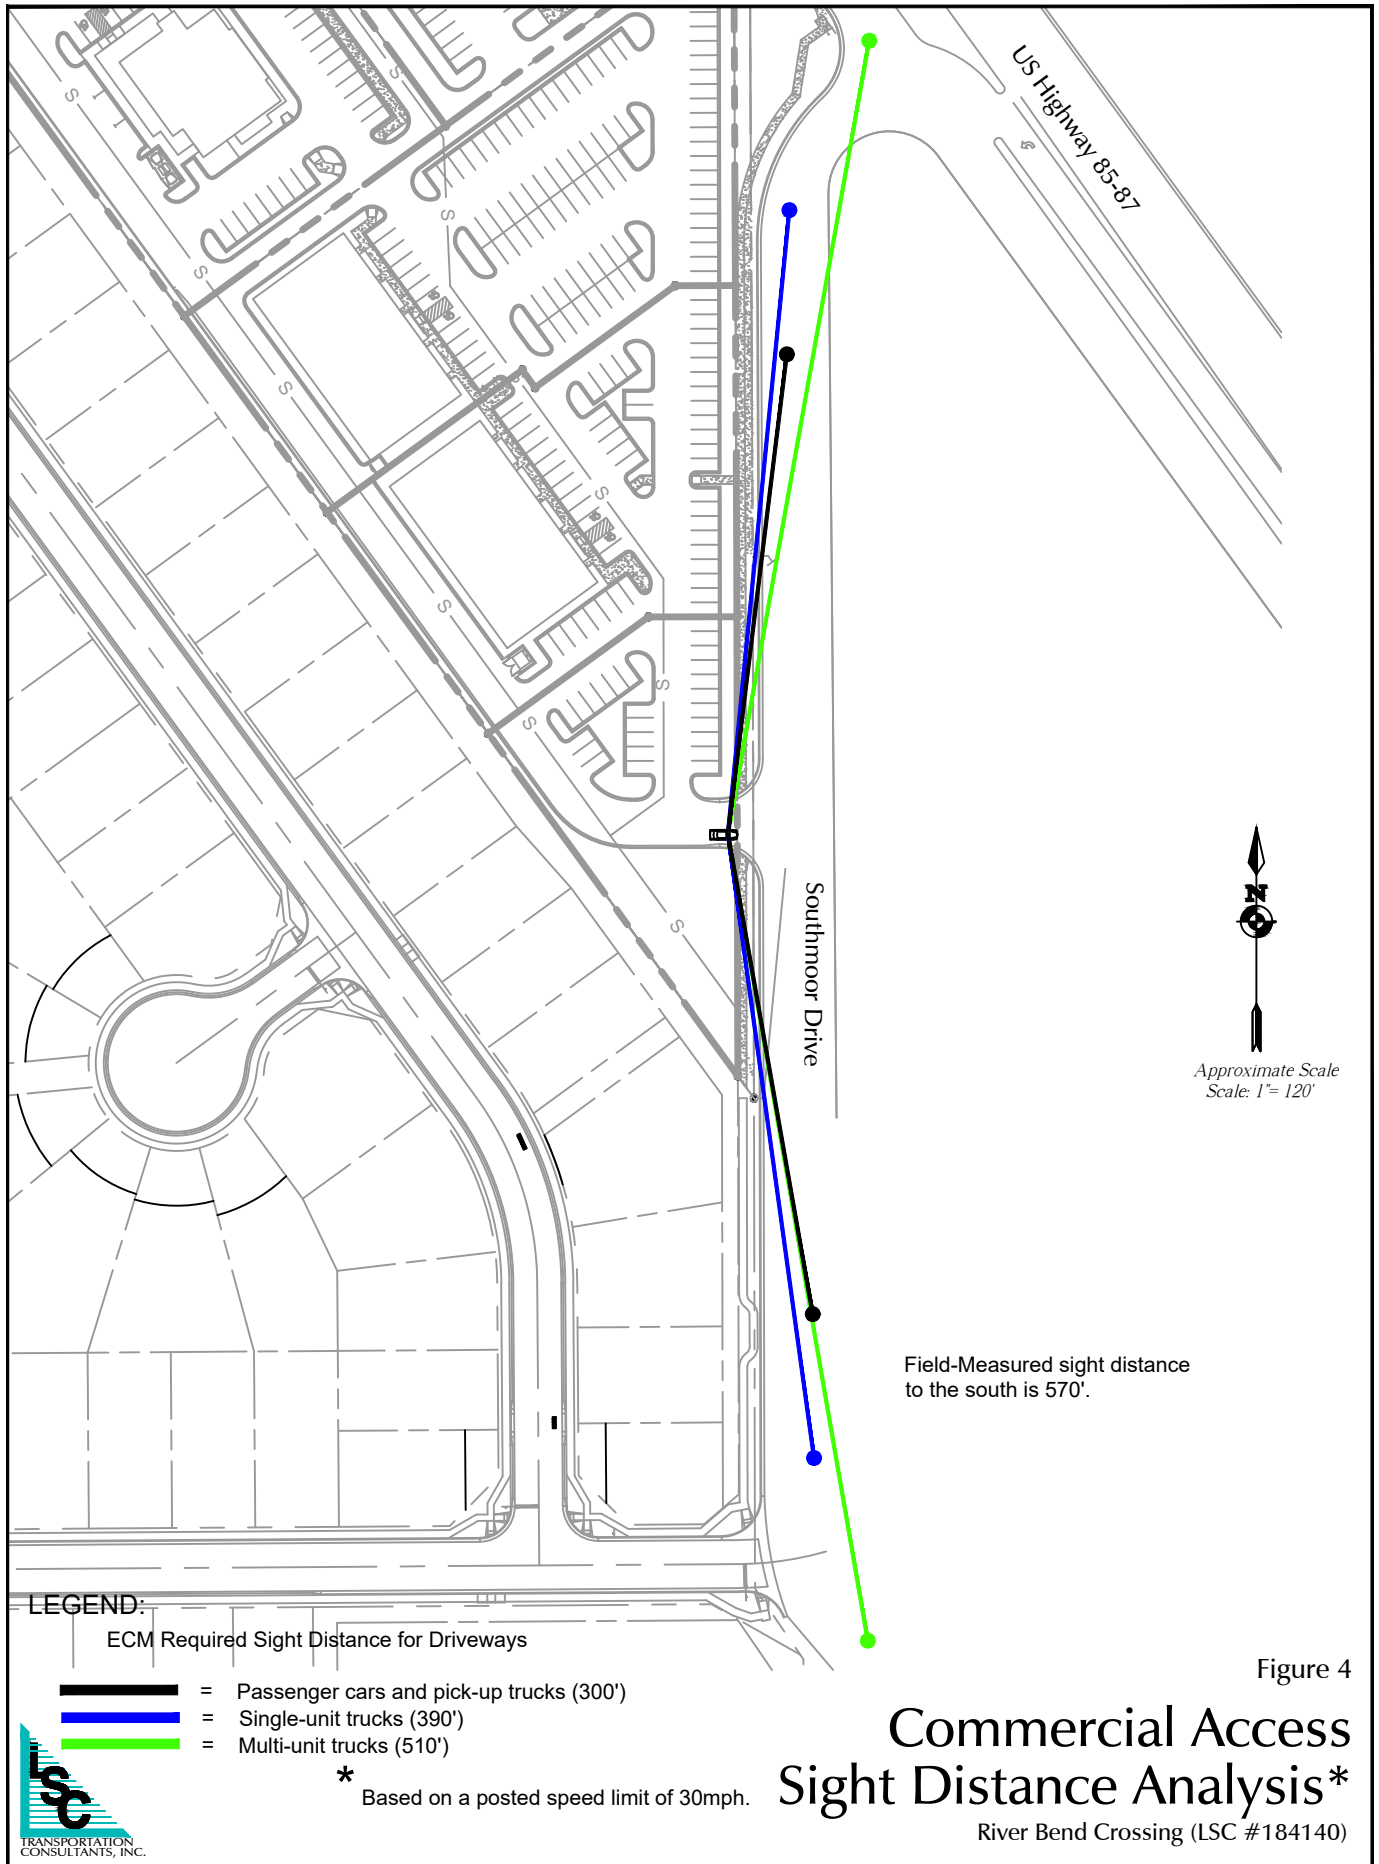 US Highway 85-87
S
S
S
S
S
S
S
S
S
S
Southmoor Drive
N
Approximate Scale
Scale: 1"= 120'
Field-Measured sight distance
to the south is 570'.
LEGEND:
ECM Required Sight Distance for Driveways
= Passenger cars and pick-up trucks (300')
= Single-unit trucks (390')
= Multi-unit trucks (510')
* Based on a posted speed limit of 30mph.
LSC
TRANSPORTATION
CONSULTANTS, INC.
Figure 4
Commercial Access
Sight Distance Analysis*
River Bend Crossing (LSC #184140)